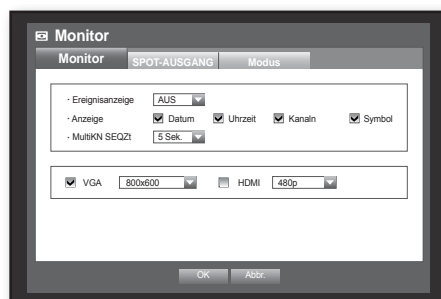 Monitor
Monitor SPOT-AUSGANG Modus
· Ereignisanzeige AUS
· Anzeige Datum Uhrzeit Kanaln Symbol
· MultiKN SEQZt 5 Sek.
VGA 800x600 HDMI 480p
OK Abbr.